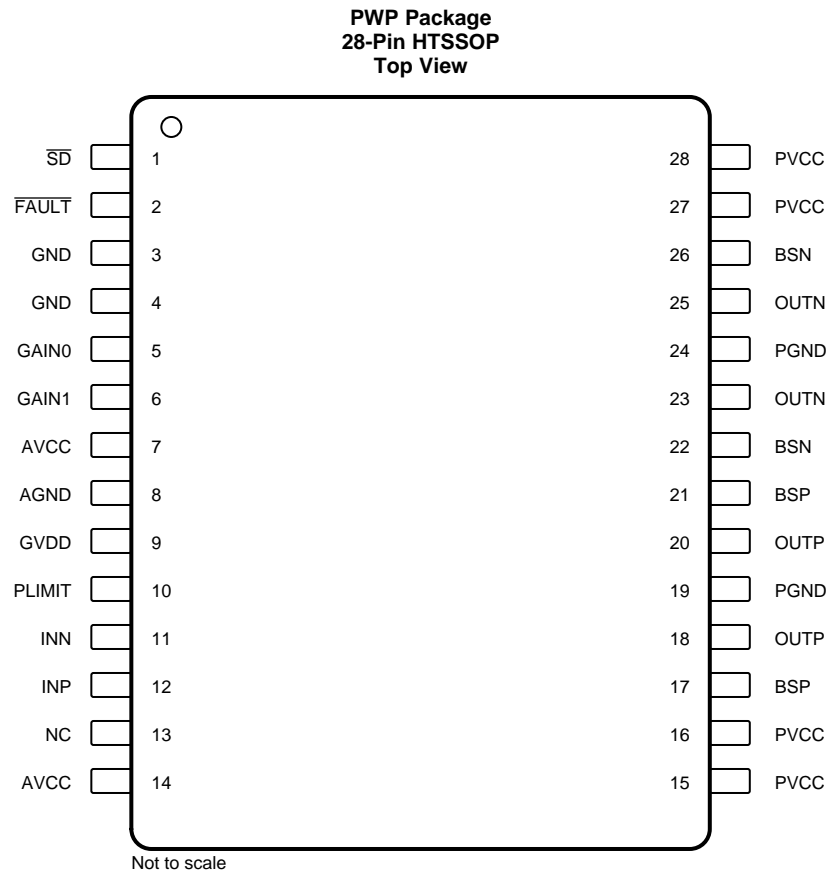 PWP Package
28-Pin HTSSOP
Top View
SD 1 28 PVCC
FAULT 2 27 PVCC
GND 3 26 BSN
GND 4 25 OUTN
GAIN0 5 24 PGND
GAIN1 6 23 OUTN
AVCC 7 22 BSN
AGND 8 21 BSP
GVDD 9 20 OUTP
PLIMIT 10 19 PGND
INN 11 18 OUTP
INP 12 17 BSP
NC 13 16 PVCC
AVCC 14 15 PVCC
Not to scale